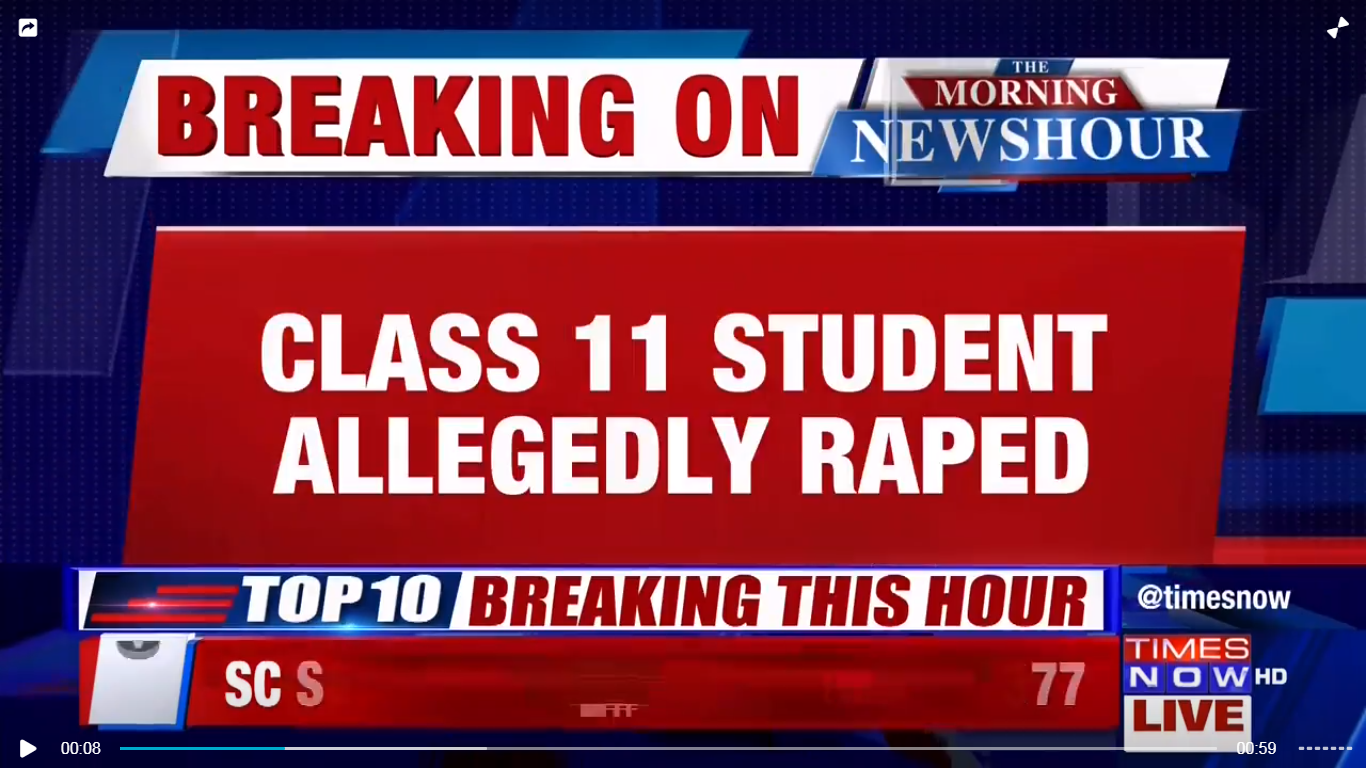 BREAKING ON
THE
MORNING
NEWSHOUR
CLASS 11 STUDENT
ALLEGEDLY RAPED
TOP 10 BREAKING THIS HOUR
@timesnow
SC S
77
TIMES
NOW HD
LIVE
00:08
00:59